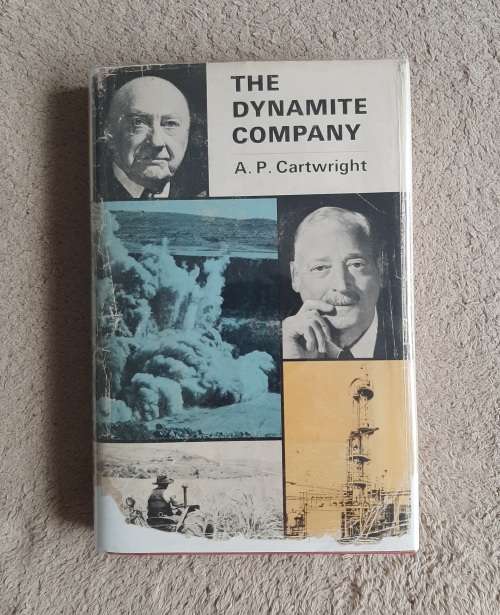 THE
DYNAMITE
COMPANY
A. P. Cartwright